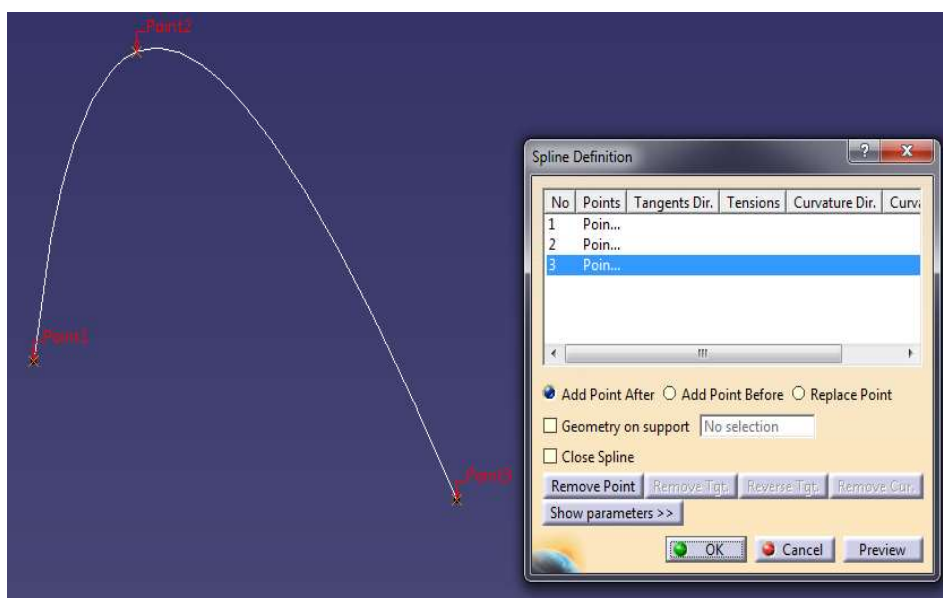 Point2
Point1
Point3
Spline Definition
?
X
No Points Tangents Dir. Tensions Curvature Dir. Curva
1 Poin...
2 Poin...
3 Poin...
Add Point After Add Point Before Replace Point
Geometry on support No selection
Close Spline
Remove Point Remove Tgt. Reverse Tgt. Remove Cur.
Show parameters >>
OK Cancel Preview